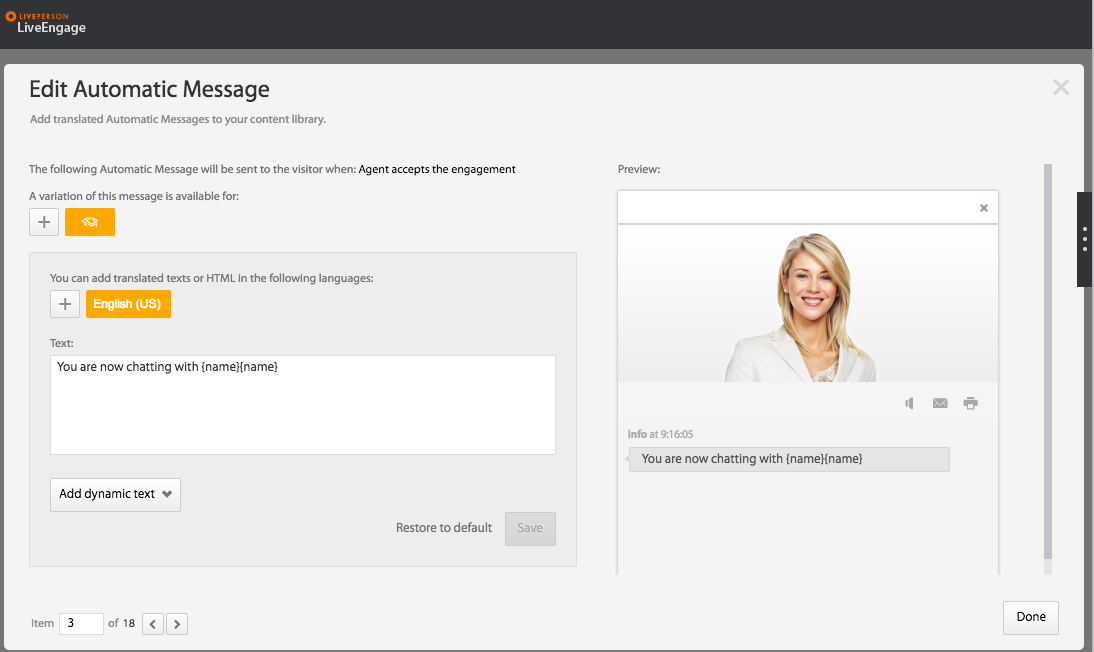 LIVEPERSON
LiveEngage
Edit Automatic Message
Add translated Automatic Messages to your content library.
The following Automatic Message will be sent to the visitor when: Agent accepts the engagement
A variation of this message is available for:
You can add translated texts or HTML in the following languages:
English (US)
Text:
You are now chatting with {name}{name}
Add dynamic text
Restore to default
Save
Preview:
info at 9:16:05
You are now chatting with {name}{name}
Item 3 of 18
Done